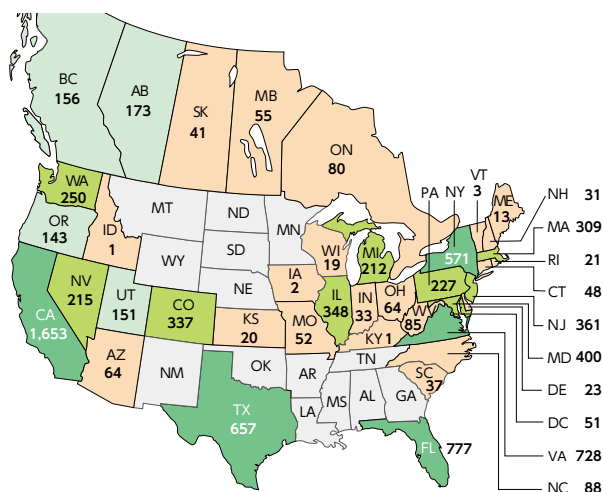 BC
156
AB
173
SK
41
MB
55
ON
80
WA
250
OR
143
ID
1
MT
ND
MN
SD
WY
NE
NV
215
UT
151
CO
337
CA
1,653
AZ
64
NM
KS
20
OK
TX
657
IA
2
MO
52
AR
LA
WI
19
IL
348
MI
212
IN
33
OH
64
KY 1
WV
85
TN
MS
AL
GA
SC
37
FL 777
PA
227
NY
571
VT
3
ME
13
NH 31
MA 309
RI 21
CT 48
NJ 361
MD 400
DE 23
DC 51
VA 728
NC 88